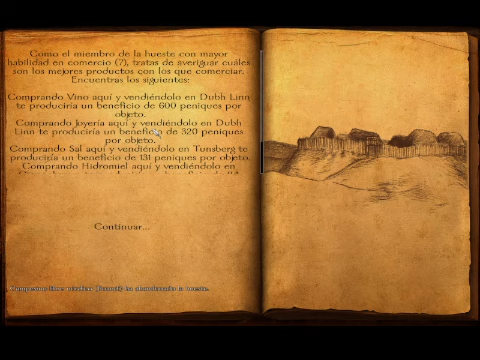 Como el miembro de la hueste con mayor
habilidad en comercio (7), tratas de averiguar cuáles
son los mejores productos con los que comerciar.
Encuentras los siguientes:
Comprando Vino aquí y vendiéndolo en Dubh Linn
te produciría un beneficio de 600 peniques por
objeto.
Comprando Joyería aquí y vendiéndolo en Dubh
Linn te produciría un beneficio de 320 peniques
por objeto.
Comprando Sal aquí y vendiéndolo en Tunsberg te
produciría un beneficio de 131 peniques por objeto.
Comprando Hidromiel aquí y vendiéndolo en
Continuar...
ha abandonado la hueste.